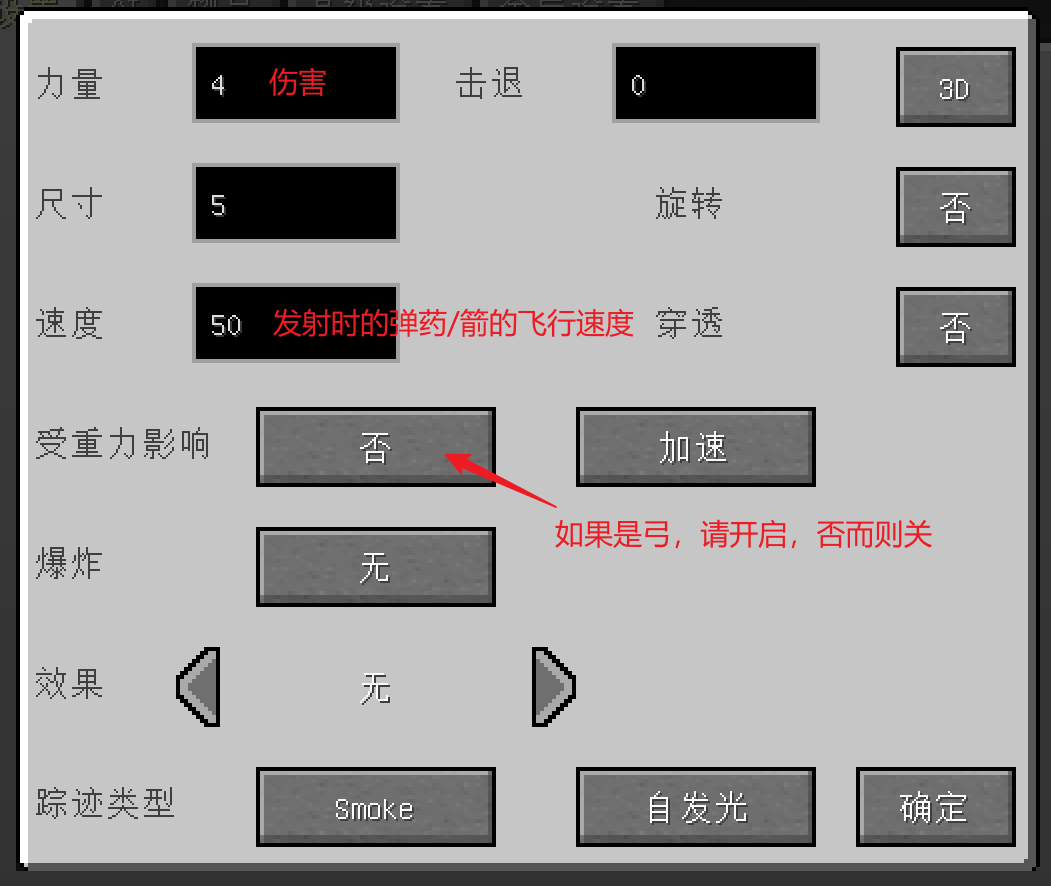 力量 4 伤害 击退 0 3D
尺寸 5 旋转 否
速度 50 发射时的弹药/箭的飞行速度 穿透 否
受重力影响 否 加速
如果是弓，请开启，否而则关
爆炸 无
效果 无
踪迹类型 Smoke 自发光 确定